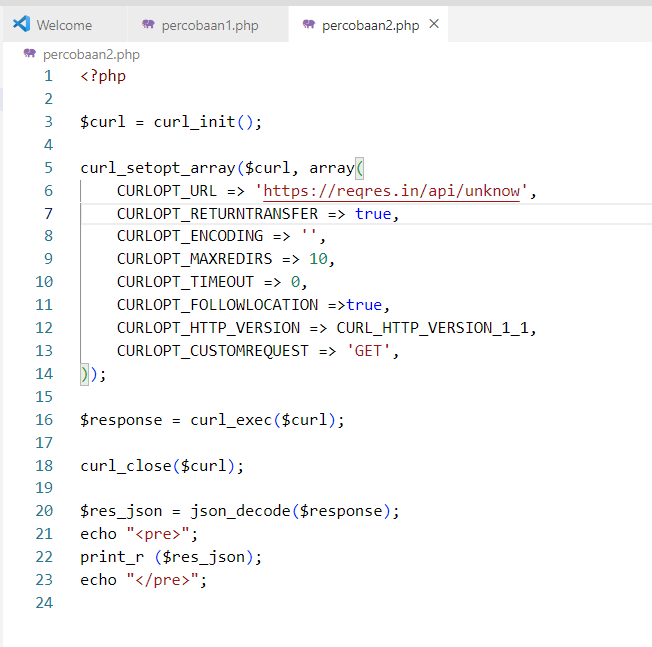 Welcome percobaan1.php percobaan2.php ×
percobaan2.php
1 <?php
2
3 $curl = curl_init();
4
5 curl_setopt_array($curl, array(
6     CURLOPT_URL => 'https://reqres.in/api/unknow',
7     CURLOPT_RETURNTRANSFER => true,
8     CURLOPT_ENCODING => '',
9     CURLOPT_MAXREDIRS => 10,
10     CURLOPT_TIMEOUT => 0,
11     CURLOPT_FOLLOWLOCATION =>true,
12     CURLOPT_HTTP_VERSION => CURL_HTTP_VERSION_1_1,
13     CURLOPT_CUSTOMREQUEST => 'GET',
14 ));
15
16 $response = curl_exec($curl);
17
18 curl_close($curl);
19
20 $res_json = json_decode($response);
21 echo "<pre>";
22 print_r ($res_json);
23 echo "</pre>";
24